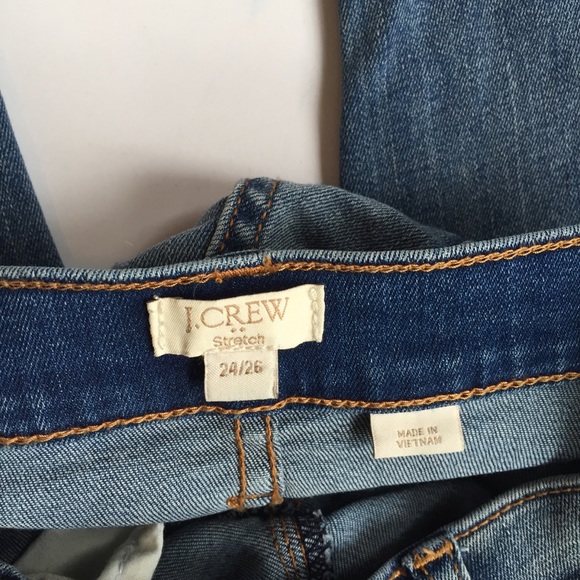 J.CREW
Stretch
24/26
MADE IN
VIETNAM